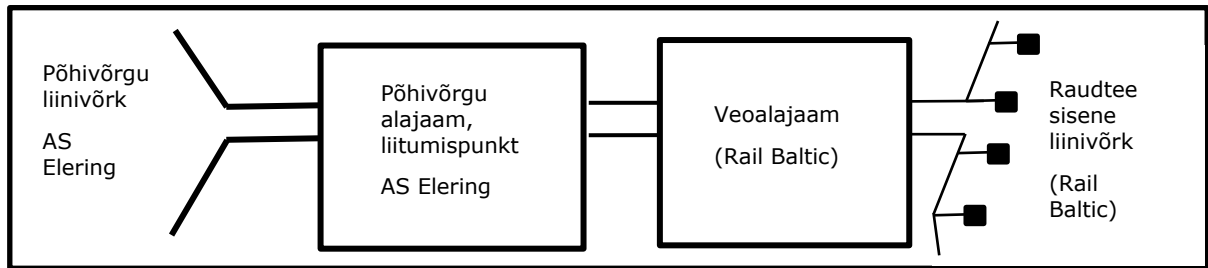 Põhivõrgu
liinivõrk
AS
Elering
Põhivõrgu
alajaam,
liitumispunkt
AS Elering
Veoalajaam
(Rail Baltic)
Raudtee
sisene
liinivõrk
(Rail
Baltic)